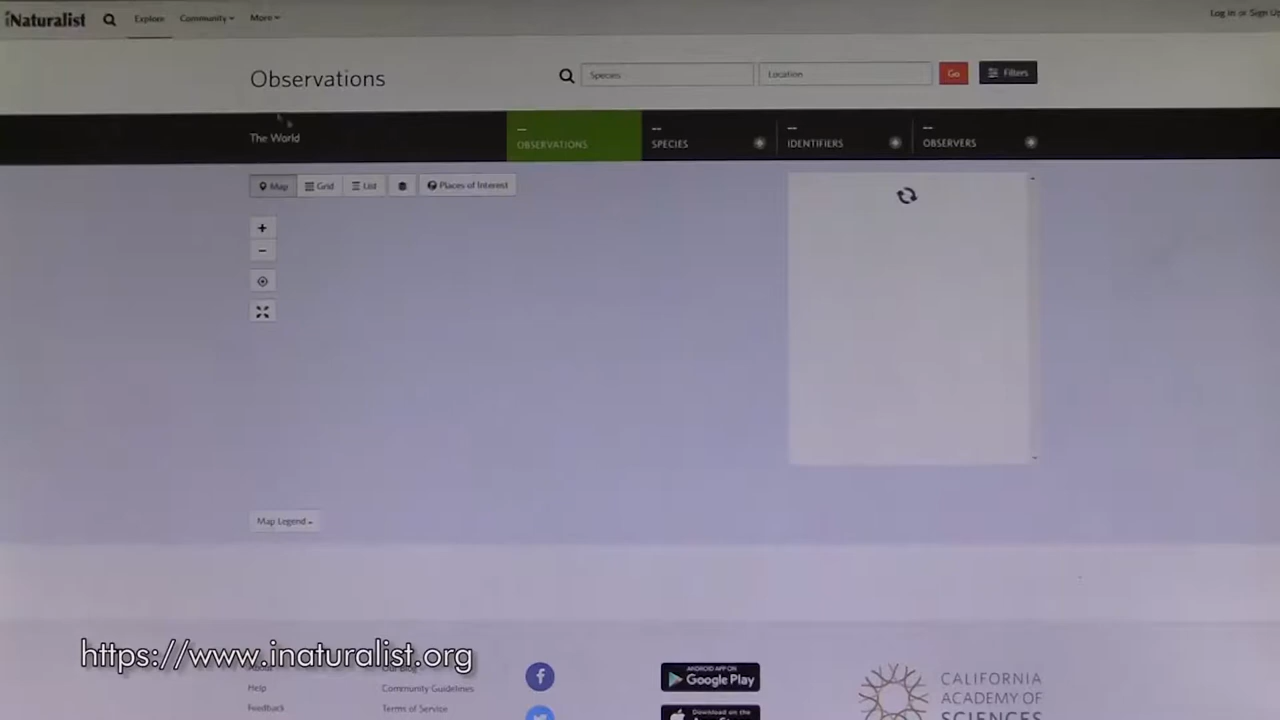 iNaturalist Explore Community More Log In or Sign Up
Observations Species Location Go Filters
The World
-- OBSERVATIONS
-- SPECIES
-- IDENTIFIERS
-- OBSERVERS
Map Grid List Places of Interest
+
−
Map Legend
https://www.inaturalist.org
Help
Feedback
Community Guidelines
Terms of Service
f
ANDROID APP ON
Google Play
Download on the
CALIFORNIA
ACADEMY OF
SCIENCES